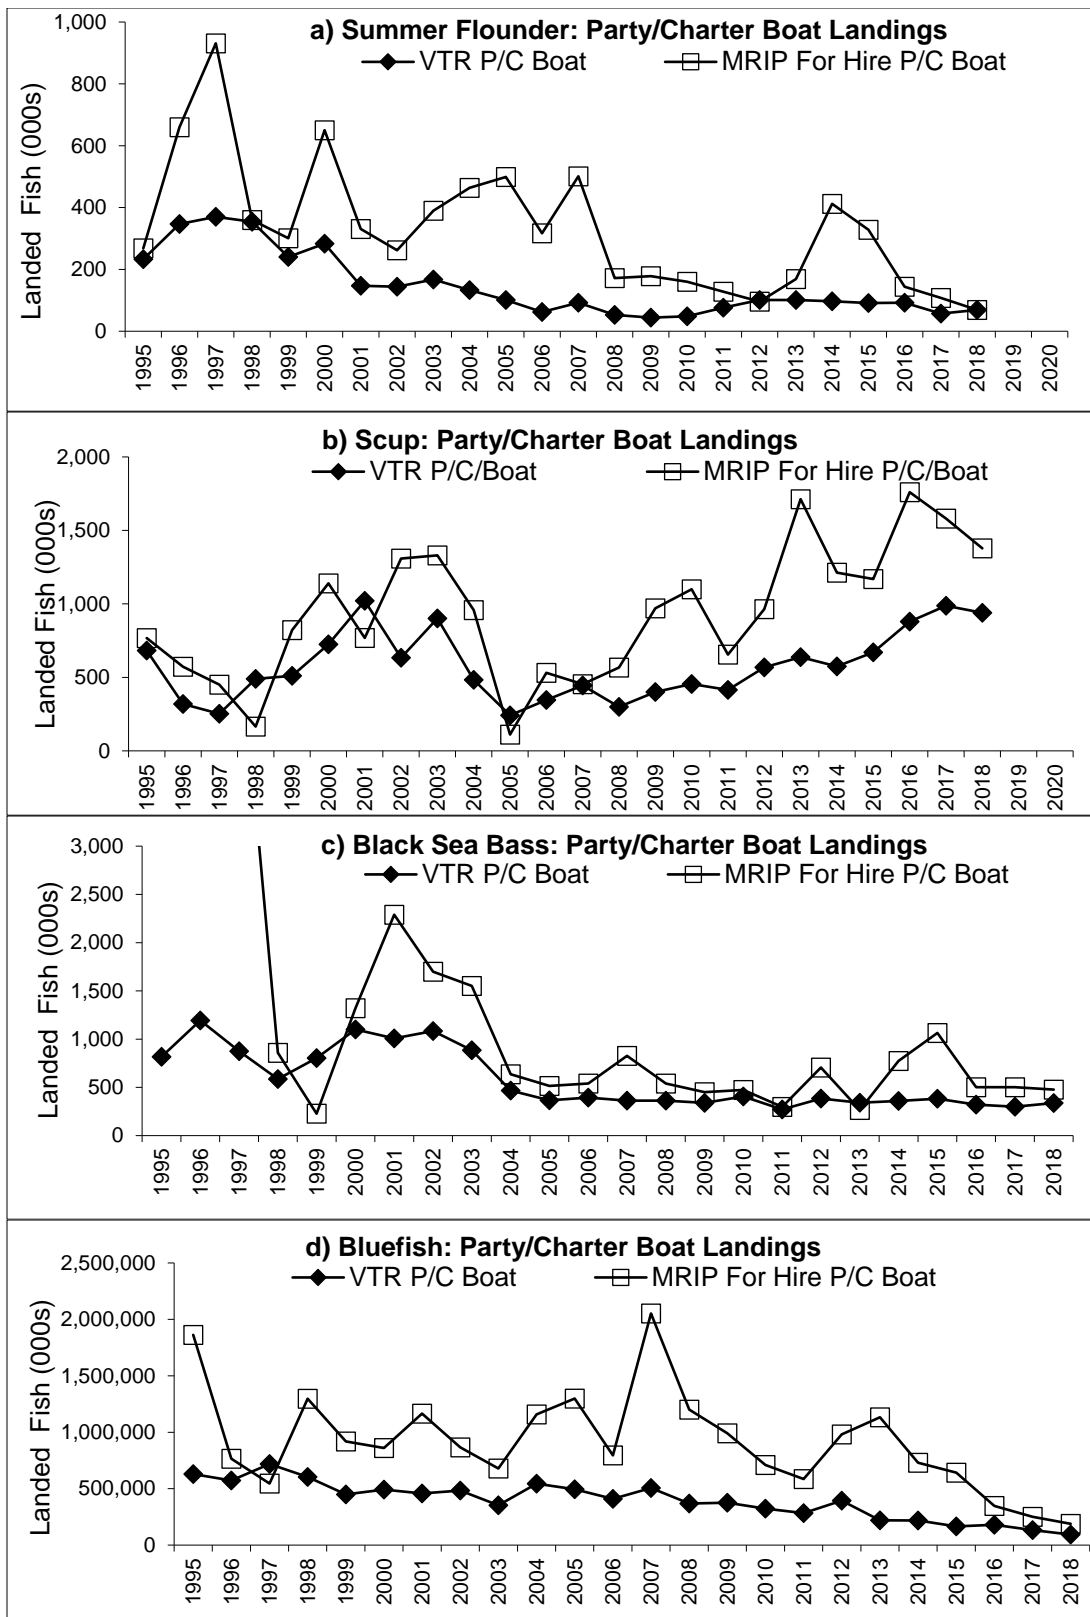 a) Summer Flounder: Party/Charter Boat Landings
VTR P/C Boat MRIP For Hire P/C Boat
Landed Fish (000s)
1,000
800
600
400
200
0
1995 1996 1997 1998 1999 2000 2001 2002 2003 2004 2005 2006 2007 2008 2009 2010 2011 2012 2013 2014 2015 2016 2017 2018 2019 2020
b) Scup: Party/Charter Boat Landings
VTR P/C/Boat MRIP For Hire P/C/Boat
Landed Fish (000s)
2,000
1,500
1,000
500
0
1995 1996 1997 1998 1999 2000 2001 2002 2003 2004 2005 2006 2007 2008 2009 2010 2011 2012 2013 2014 2015 2016 2017 2018 2019 2020
c) Black Sea Bass: Party/Charter Boat Landings
VTR P/C Boat MRIP For Hire P/C Boat
Landed Fish (000s)
3,000
2,500
2,000
1,500
1,000
500
0
1995 1996 1997 1998 1999 2000 2001 2002 2003 2004 2005 2006 2007 2008 2009 2010 2011 2012 2013 2014 2015 2016 2017 2018
d) Bluefish: Party/Charter Boat Landings
VTR P/C Boat MRIP For Hire P/C Boat
Landed Fish (000s)
2,500,000
2,000,000
1,500,000
1,000,000
500,000
0
1995 1996 1997 1998 1999 2000 2001 2002 2003 2004 2005 2006 2007 2008 2009 2010 2011 2012 2013 2014 2015 2016 2017 2018